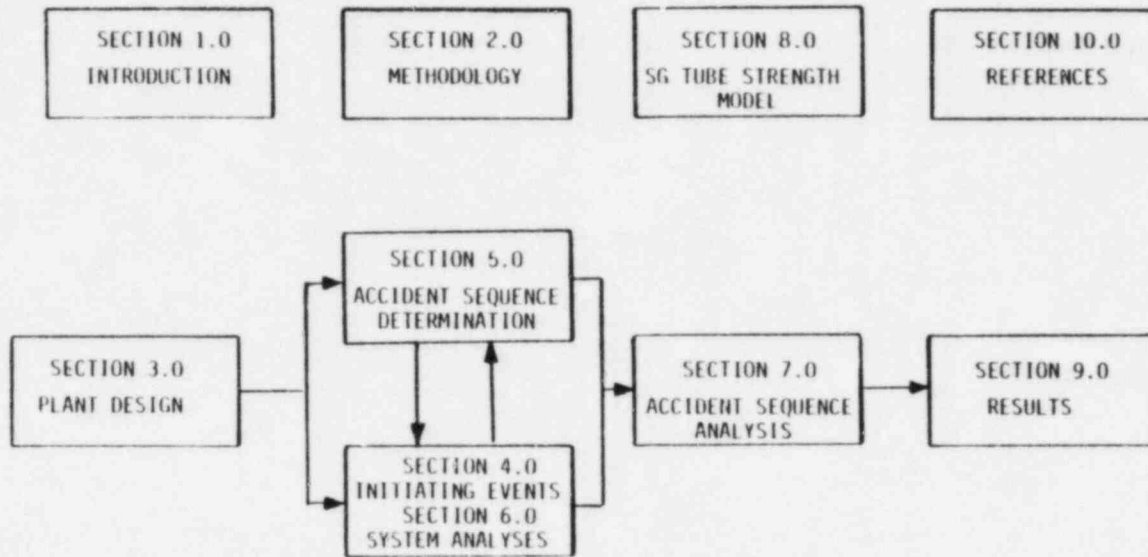 SECTION 1.0
INTRODUCTION
SECTION 2.0
METHODOLOGY
SECTION 8.0
SG TUBE STRENGTH
MODEL
SECTION 10.0
REFERENCES
SECTION 3.0
PLANT DESIGN
SECTION 5.0
ACCIDENT SEQUENCE
DETERMINATION
SECTION 4.0
INITIATING EVENTS
SECTION 6.0
SYSTEM ANALYSES
SECTION 7.0
ACCIDENT SEQUENCE
ANALYSIS
SECTION 9.0
RESULTS